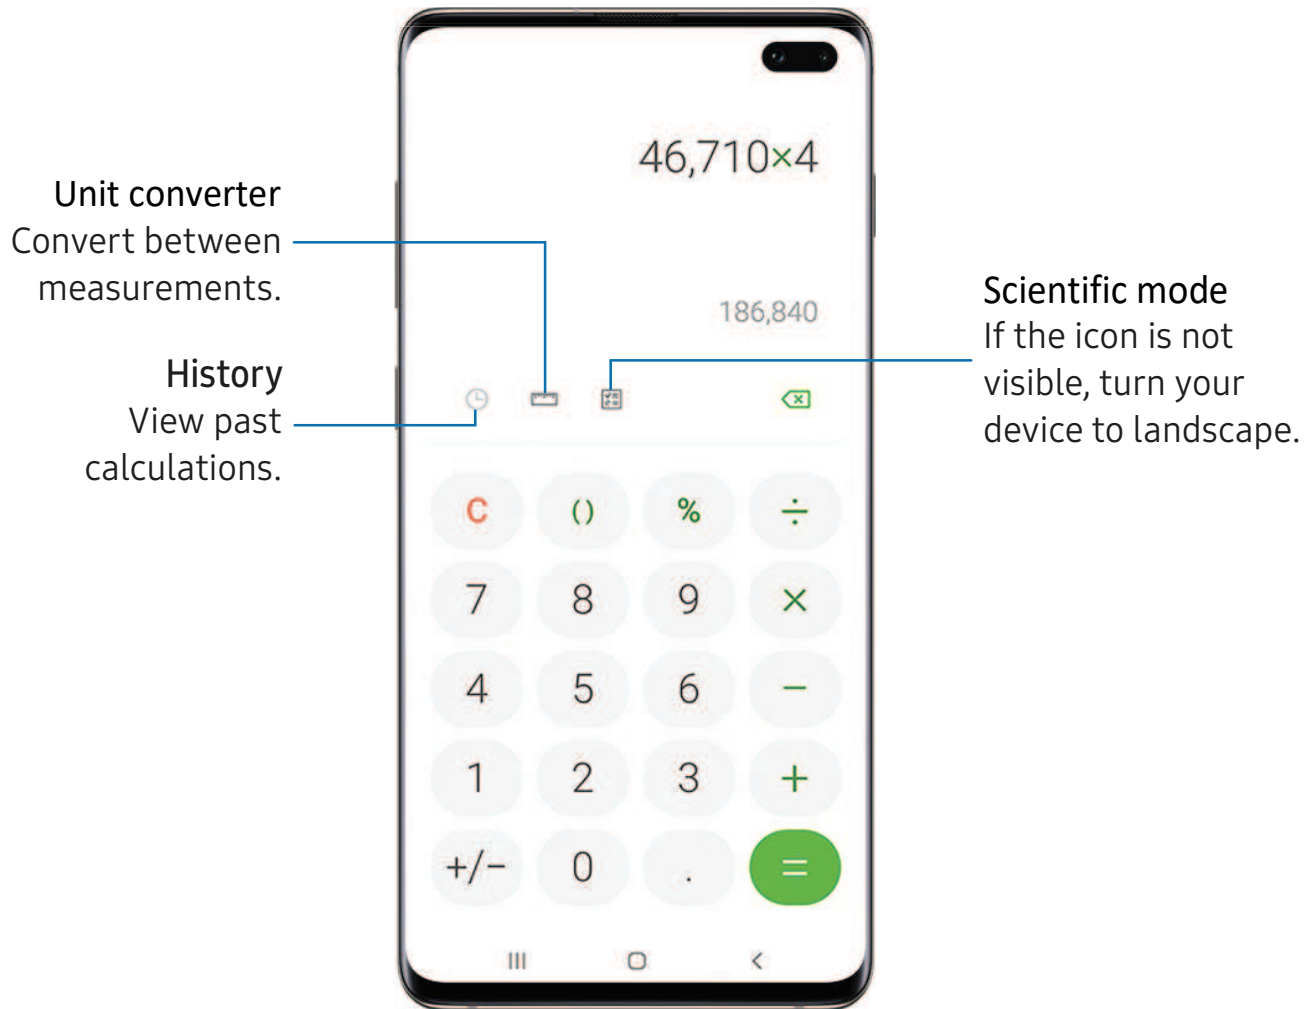 46,710×4
Unit converter
Convert between
measurements.
186,840
Scientific mode
If the icon is not
visible, turn your
device to landscape.
History
View past
calculations.
C () % ÷
7 8 9 ×
4 5 6 −
1 2 3 +
+/− 0 . =